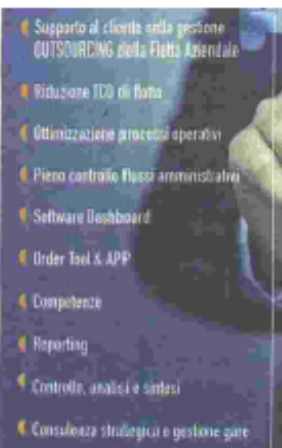 Supporto al cliente nella gestione
OUTSOURCING della Flotta Aziendale
Riduzione TCO di flotta
Ottimizzazione processi operativi
Pieno controllo flussi amministrativi
Software Dashboard
Order Tool & APP
Competenze
Reporting
Controllo, analisi e sintesi
Consulenza strategica e gestione gare